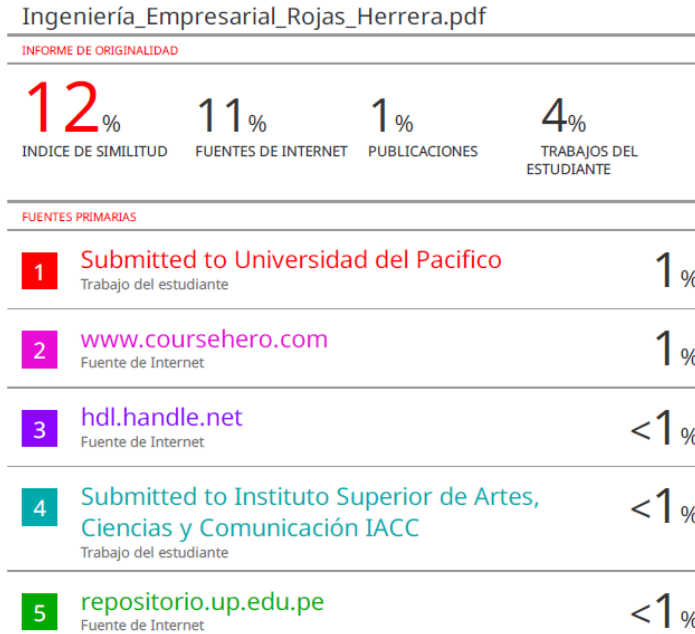 Ingeniería_Empresarial_Rojas_Herrera.pdf
INFORME DE ORIGINALIDAD
12% 11% 1% 4%
INDICE DE SIMILITUD FUENTES DE INTERNET PUBLICACIONES TRABAJOS DEL
ESTUDIANTE
FUENTES PRIMARIAS
1 Submitted to Universidad del Pacifico 1%
Trabajo del estudiante
2 www.coursehero.com 1%
Fuente de Internet
3 hdl.handle.net <1%
Fuente de Internet
4 Submitted to Instituto Superior de Artes, <1%
Ciencias y Comunicación IACC
Trabajo del estudiante
5 repositorio.up.edu.pe <1%
Fuente de Internet